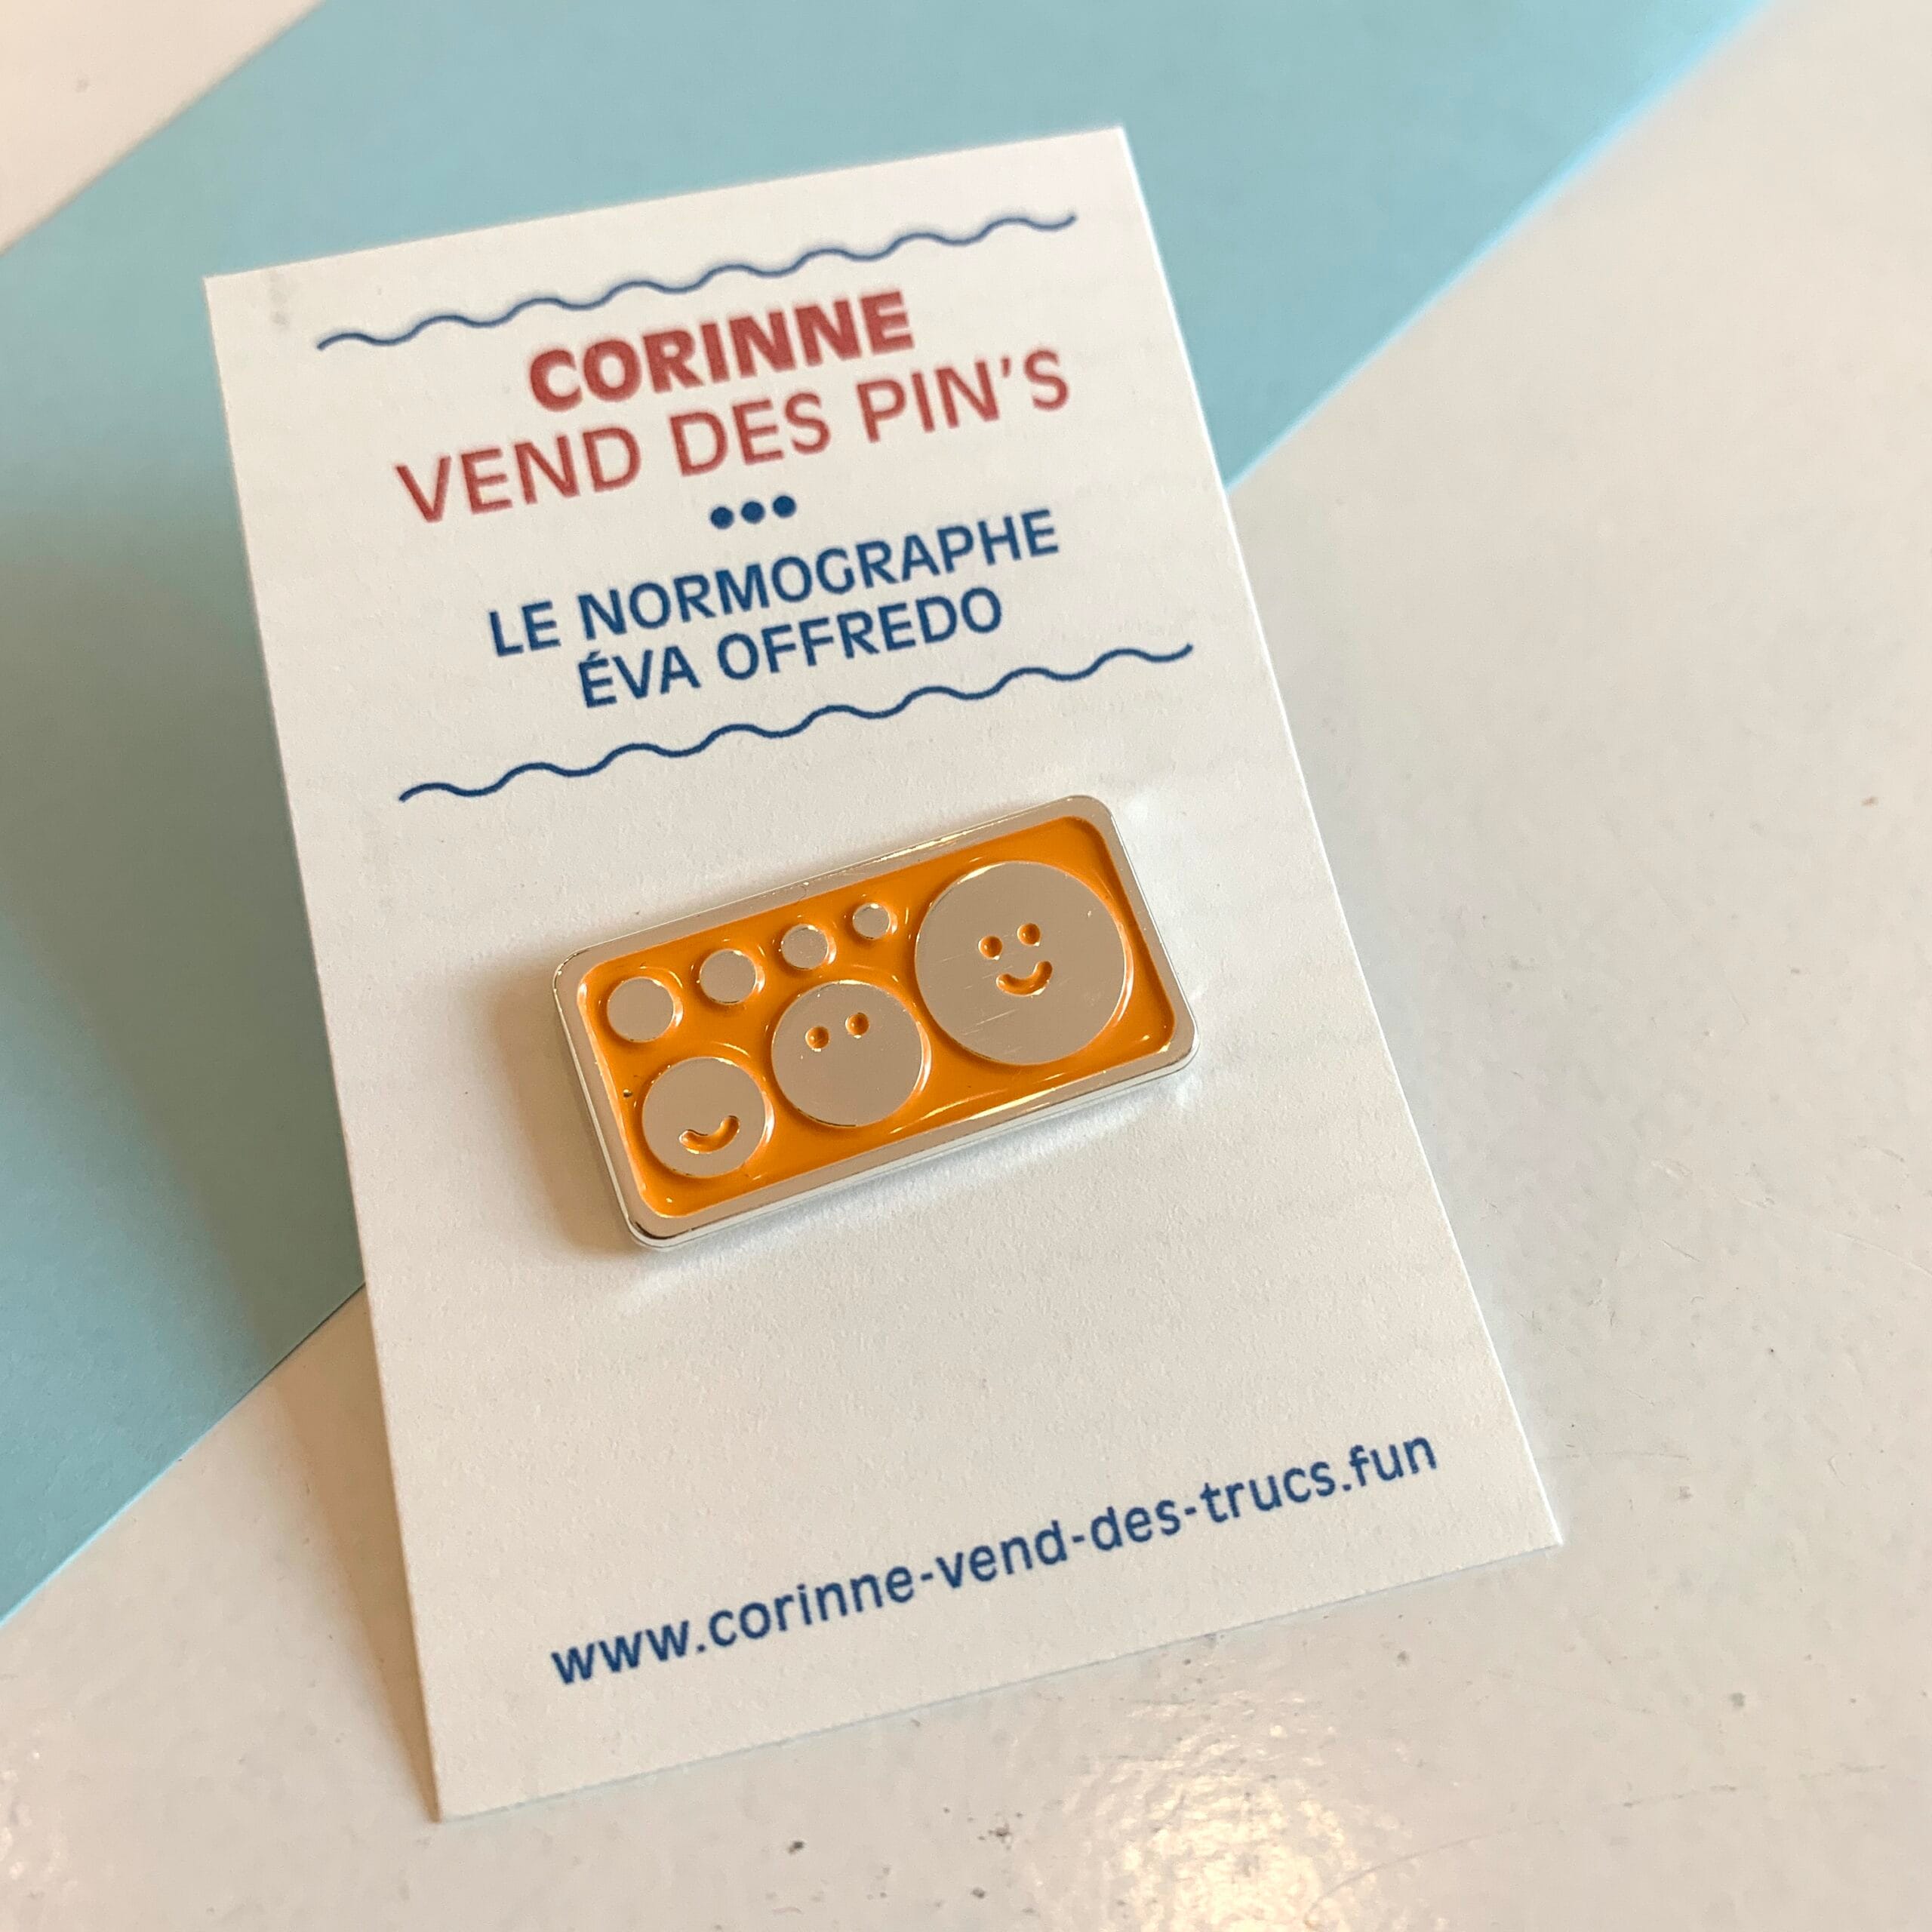 CORINNE
VEND DES PIN'S
LE NORMOGRAPHE
ÉVA OFFREDO
www.corinne-vend-des-trucs.fun